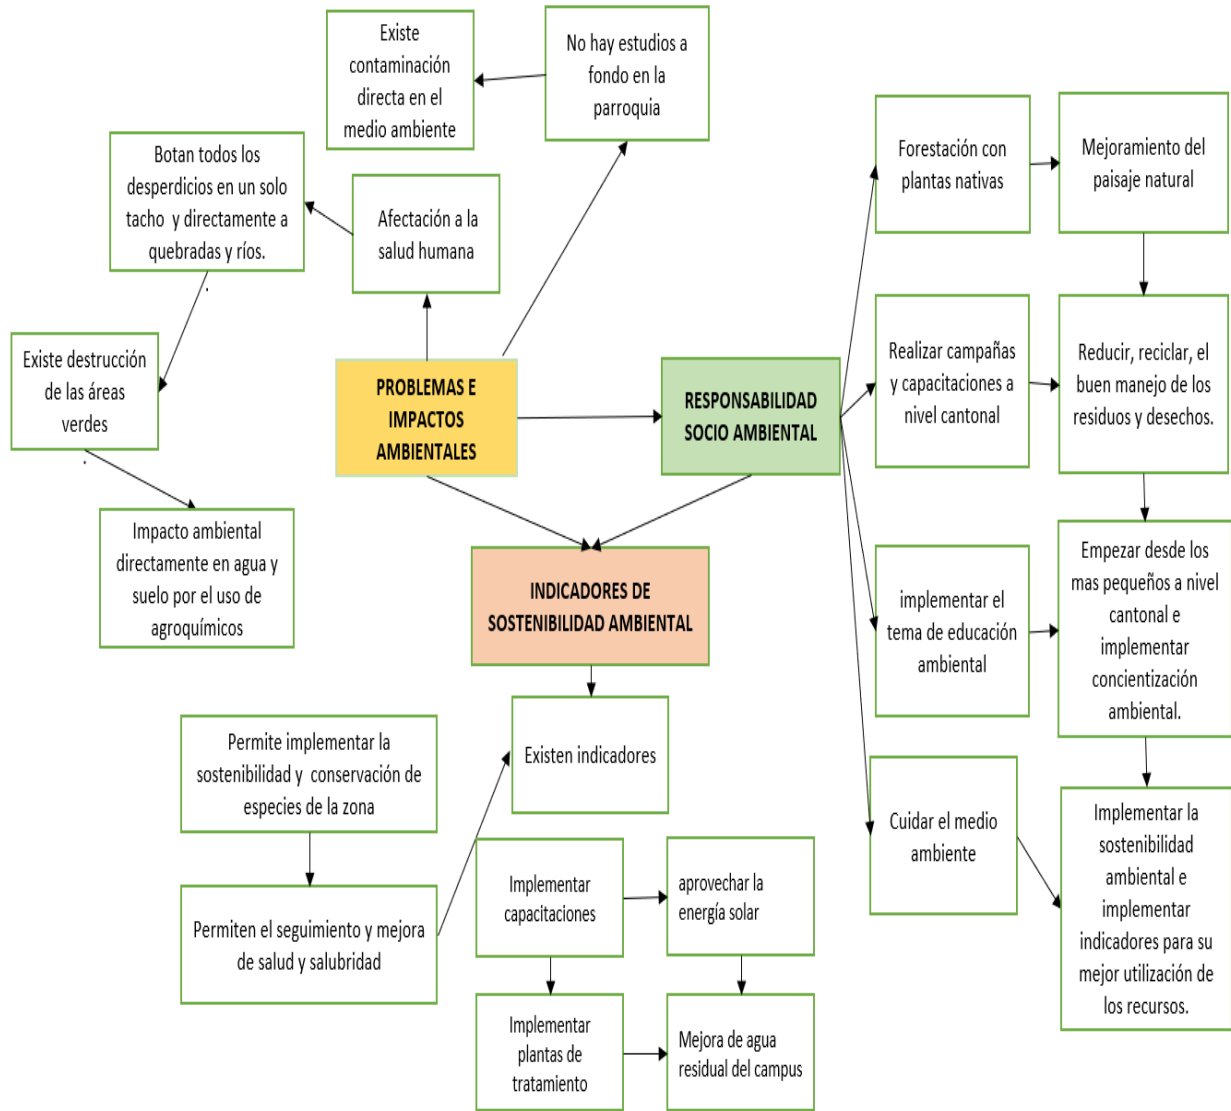 Existe
contaminación
directa en el
medio ambiente
No hay estudios a
fondo en la
parroquia
Botan todos los
desperdicios en un solo
tacho y directamente a
quebradas y ríos.
.
Afectación a la
salud humana
Existe destrucción
de las áreas
verdes
.
Impacto ambiental
directamente en agua y
suelo por el uso de
agroquímicos
PROBLEMAS E
IMPACTOS
AMBIENTALES
RESPONSABILIDAD
SOCIO AMBIENTAL
Forestación con
plantas nativas
Mejoramiento del
paisaje natural
Realizar campañas
y capacitaciones a
nivel cantonal
Reducir, reciclar, el
buen manejo de los
residuos y desechos.
implementar el
tema de educación
ambiental
Empezar desde los
mas pequeños a nivel
cantonal e
implementar
concientización
ambiental.
Cuidar el medio
ambiente
Implementar la
sostenibilidad
ambiental e
implementar
indicadores para su
mejor utilización de
los recursos.
INDICADORES DE
SOSTENIBILIDAD AMBIENTAL
Existen indicadores
Permite implementar la
sostenibilidad y conservación de
especies de la zona
Permiten el seguimiento y mejora
de salud y salubridad
Implementar
capacitaciones
aprovechar la
energía solar
Implementar
plantas de
tratamiento
Mejora de agua
residual del campus